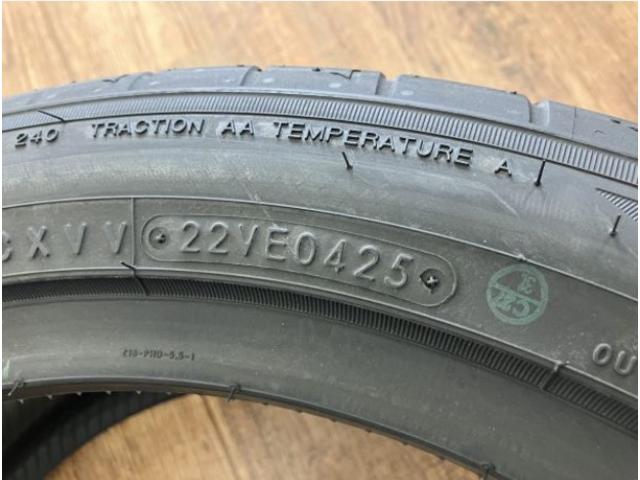 240 TRACTION AA TEMPERATURE A
CXVV 22VE0425
OU